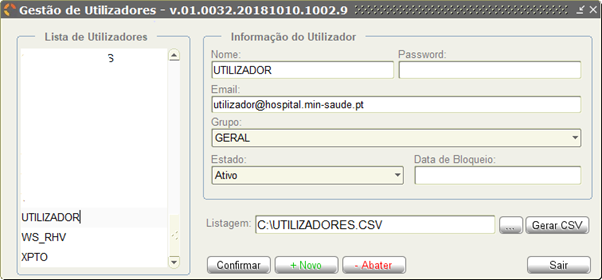 Gestão de Utilizadores - v.01.0032.20181010.1002.9
Lista de Utilizadores
S
UTILIZADOR
WS_RHV
XPTO
Informação do Utilizador
Nome:
Password:
UTILIZADOR
Email:
utilizador@hospital.min-saude.pt
Grupo:
GERAL
Estado:
Data de Bloqueio:
Ativo
Listagem:
C:\UTILIZADORES.CSV
...
Gerar CSV
Confirmar
+ Novo
- Abater
Sair